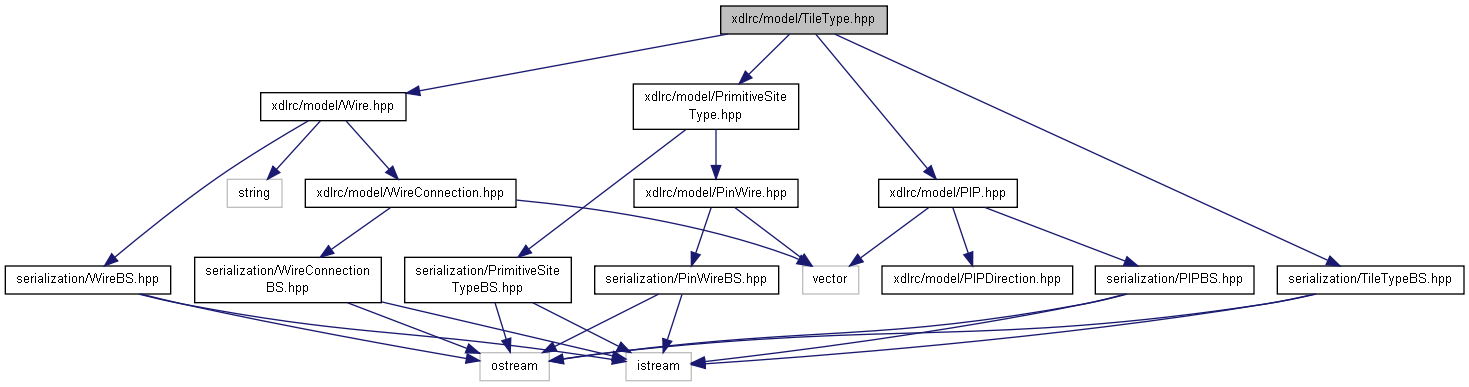 xdlrc/model/TileType.hpp
xdlrc/model/Wire.hpp
xdlrc/model/PrimitiveSite
Type.hpp
string
xdlrc/model/WireConnection.hpp
xdlrc/model/PinWire.hpp
xdlrc/model/PIP.hpp
serialization/WireBS.hpp
serialization/WireConnection
BS.hpp
serialization/PrimitiveSite
TypeBS.hpp
serialization/PinWireBS.hpp
vector
xdlrc/model/PIPDirection.hpp
serialization/PIPBS.hpp
serialization/TileTypeBS.hpp
ostream
istream